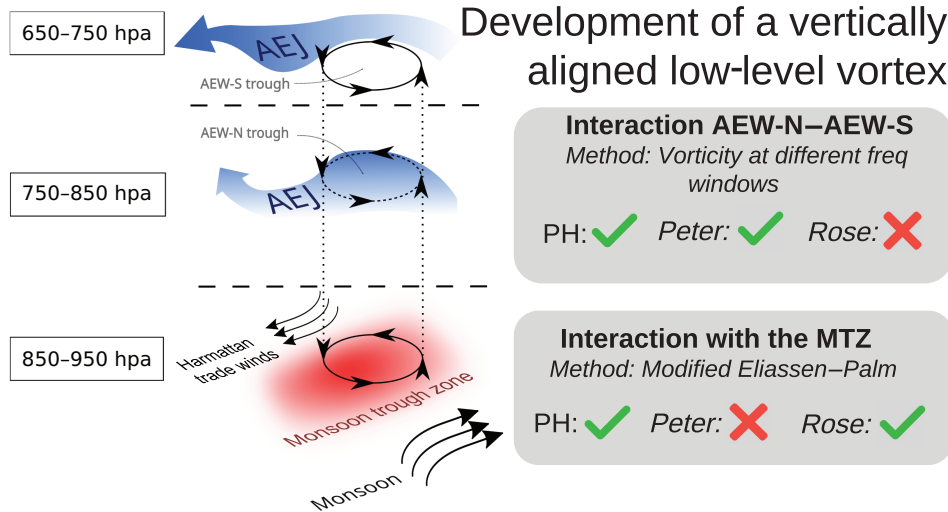 Development of a vertically
aligned low-level vortex
650–750 hpa
AEJ
AEW-S trough
AEW-N trough
750–850 hpa
AEJ
Harmattan
trade winds
850–950 hpa
Monsoon trough zone
Monsoon
Interaction AEW-N–AEW-S
Method: Vorticity at different freq
windows
PH: Peter: Rose:
Interaction with the MTZ
Method: Modified Eliassen–Palm
PH: Peter: Rose: